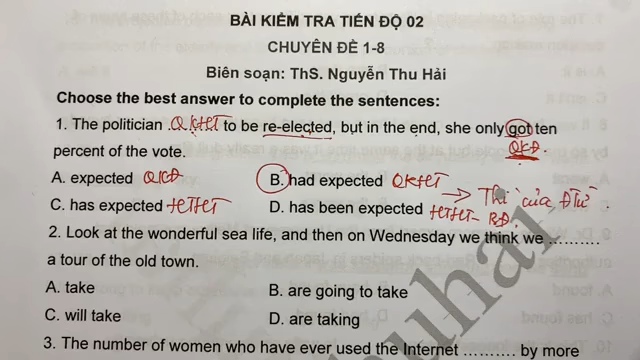 BÀI KIỂM TRA TIẾN ĐỘ 02
CHUYÊN ĐỀ 1-8
Biên soạn: ThS. Nguyễn Thu Hải
Choose the best answer to complete the sentences:
1. The politician QKHT to be re-elected, but in the end, she only got ten
QKĐ.
percent of the vote.
A. expected QKĐ B. had expected QKHT
→ Thì của ĐTừ
C. has expected HTHT D. has been expected HTHT- BĐ.
2. Look at the wonderful sea life, and then on Wednesday we think we ..........
a tour of the old town.
A. take B. are going to take
C. will take D. are taking
3. The number of women who have ever used the Internet .......... by more